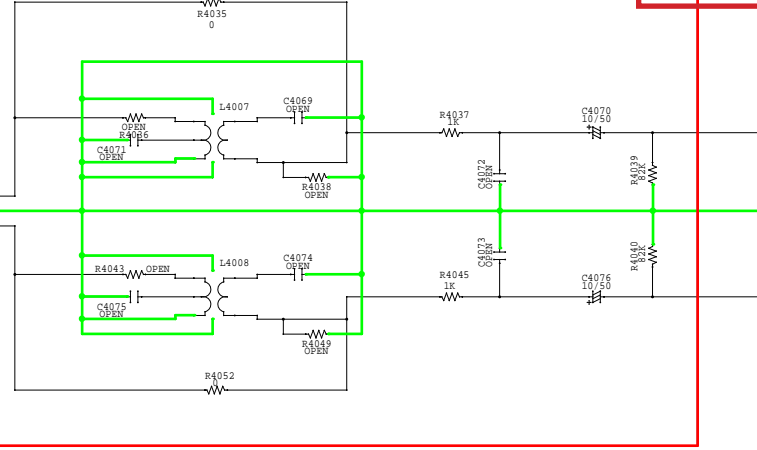 R4035
0
L4007
C4069
OPEN
OPEN
R4036
C4071
OPEN
R4038
OPEN
R4037
1K
C4070
10/50
C4072
OPEN
R4039
82K
L4008
C4074
OPEN
R4043 OPEN
C4075
OPEN
R4049
OPEN
C4073
OPEN
R4040
82K
R4045
1K
C4076
10/50
R4052
0